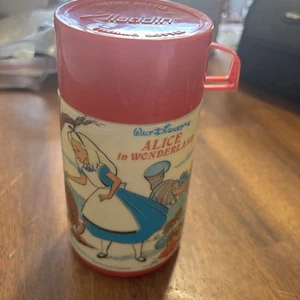 Aladdin
Walt Disney's
ALICE
in WONDERLAND